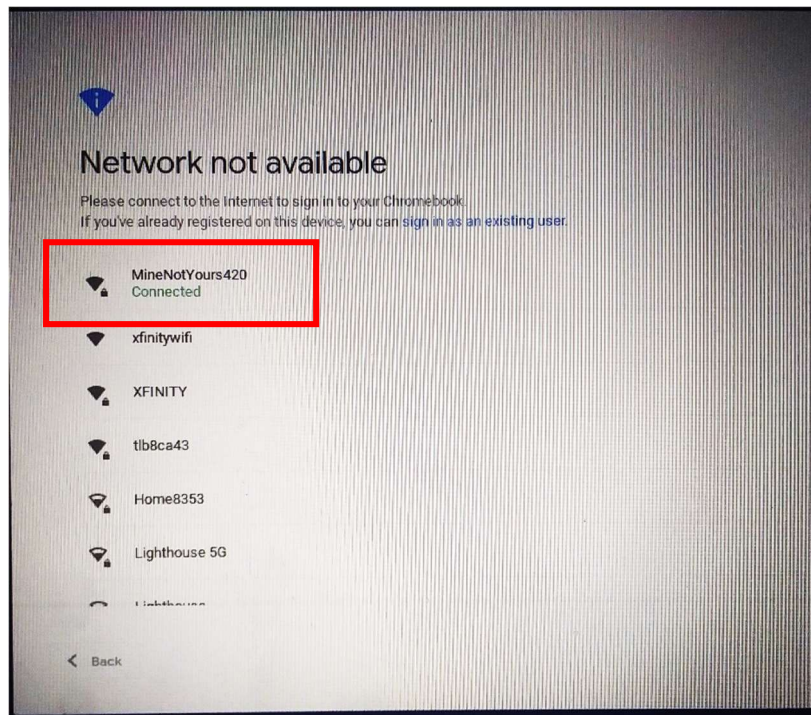 Network not available
Please connect to the Internet to sign in to your Chromebook.
If you've already registered on this device, you can sign in as an existing user.
MineNotYours420
Connected
xfinitywifi
XFINITY
tlb8ca43
Home8353
Lighthouse 5G
Back